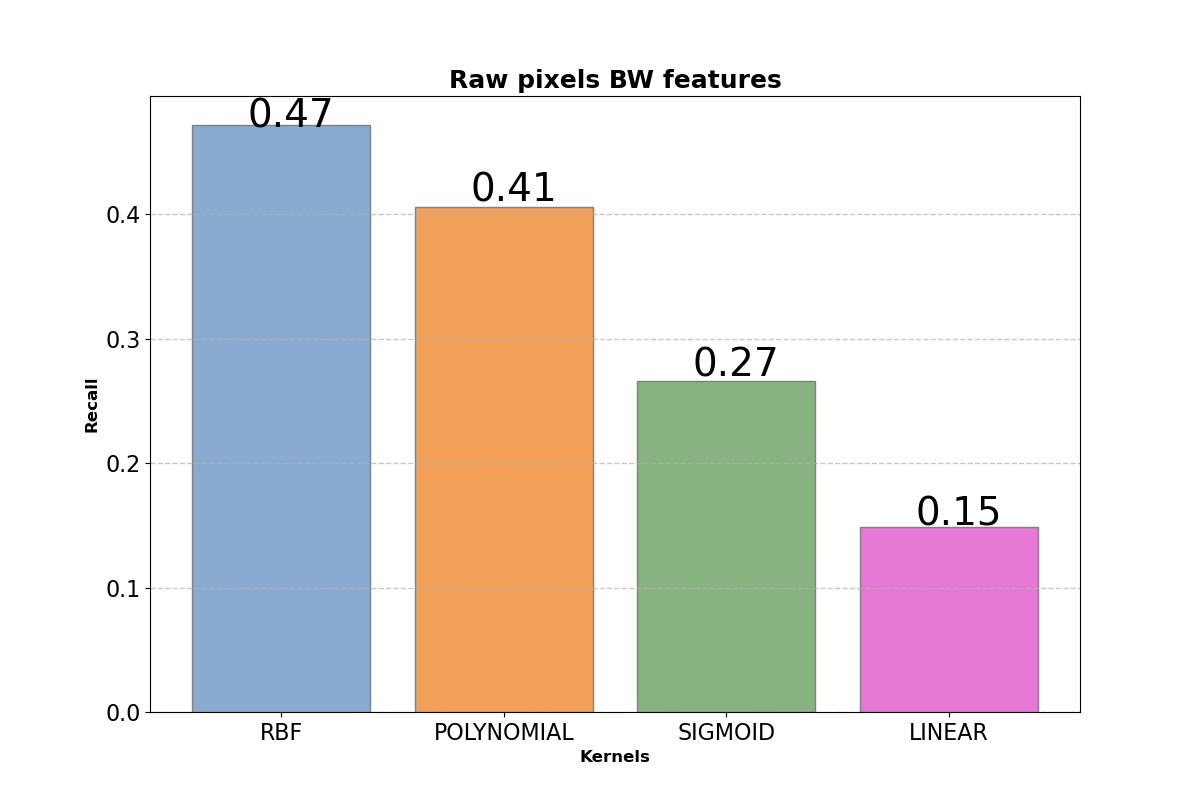 Raw pixels BW features
0.47
0.41
0.27
0.15
0.4
0.3
0.2
0.1
0.0
Recall
RBF
POLYNOMIAL
SIGMOID
LINEAR
Kernels